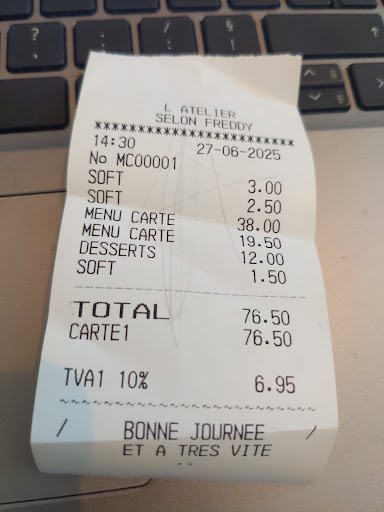 L ATELIER
SELON FREDDY
**********************
14:30 27-06-2025
No MC00001
SOFT 3.00
SOFT 2.50
MENU CARTE 38.00
MENU CARTE 19.50
DESSERTS 12.00
SOFT 1.50
TOTAL 76.50
CARTE1 76.50
TVA1 10% 6.95
/ BONNE JOURNEE /
ET A TRES VITE